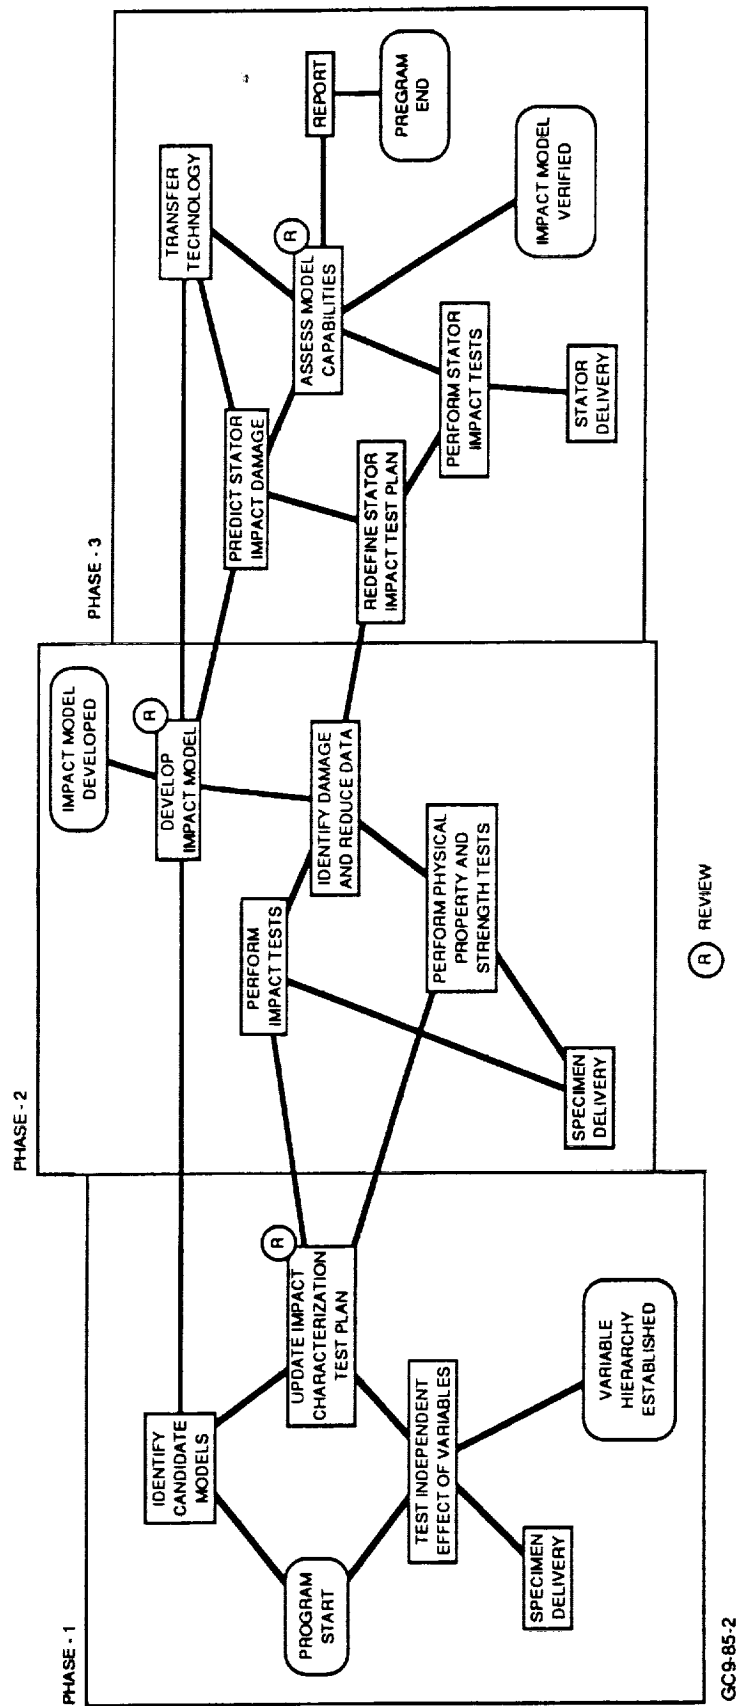 PHASE - 1
PROGRAM
START
IDENTIFY
CANDIDATE
MODELS
TEST INDEPENDENT
EFFECT OF VARIABLES
SPECIMEN
DELIVERY
VARIABLE
HIERARCHY
ESTABLISHED
R
UPDATE IMPACT
CHARACTERIZATION
TEST PLAN
PHASE - 2
PERFORM
IMPACT TESTS
PERFORM PHYSICAL
PROPERTY AND
STRENGTH TESTS
SPECIMEN
DELIVERY
IDENTIFY DAMAGE
AND REDUCE DATA
R
DEVELOP
IMPACT MODEL
IMPACT MODEL
DEVELOPED
PHASE - 3
PREDICT STATOR
IMPACT DAMAGE
REDEFINE STATOR
IMPACT TEST PLAN
TRANSFER
TECHNOLOGY
R
ASSESS MODEL
CAPABILITIES
PERFORM STATOR
IMPACT TESTS
STATOR
DELIVERY
REPORT
PREGRAM
END
IMPACT MODEL
VERIFIED
R REVIEW
GC9-85-2